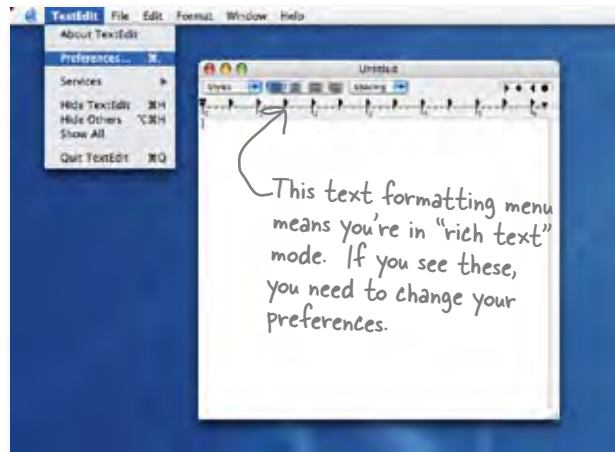 TextEdit File Edit Format Window Help
About TextEdit
Preferences... ⌘,
Services
Hide TextEdit ⌘H
Hide Others ⌥⌘H
Show All
Quit TextEdit ⌘Q
Untitled
Styles Spacing
This text formatting menu
means you're in "rich text"
mode. If you see these,
you need to change your
preferences.